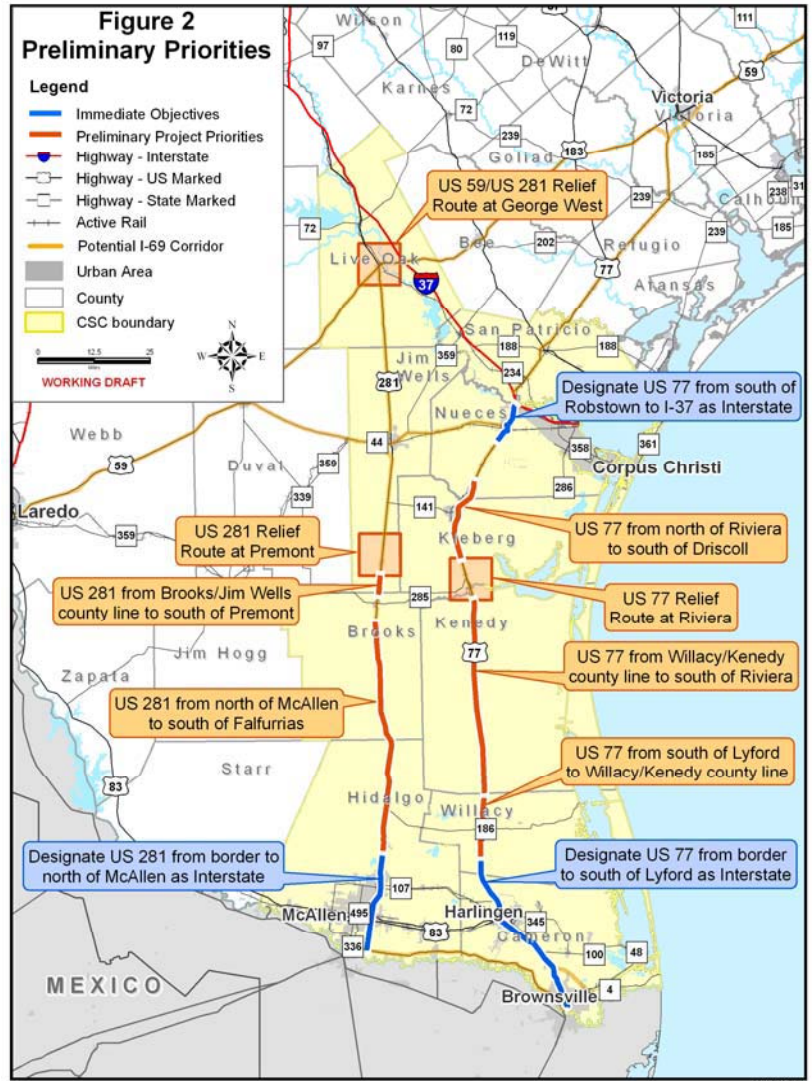 Figure 2
Preliminary Priorities
Legend
Immediate Objectives
Preliminary Project Priorities
Highway - Interstate
Highway - US Marked
Highway - State Marked
Active Rail
Potential I-69 Corridor
Urban Area
County
CSC boundary
0 12.5 25
Miles
WORKING DRAFT
N
W E
S
Wilson
97
80
119
111
DeWitt
Karnes
72
59
Victoria
Victoria
239
183
185
Goliad
US 59/US 281 Relief
Route at George West
239
238
Calhoun
72
Bee
202
239
185
Live Oak
Refugio
77
37
Aransas
San Patricio
Jim
Wells
359
188
188
281
234
Designate US 77 from south of
Robstown to I-37 as Interstate
Nueces
Webb
44
358
361
59
Duval
359
Corpus Christi
339
286
Laredo
141
359
US 281 Relief
Route at Premont
Kleberg
US 77 from north of Riviera
to south of Driscoll
US 281 from Brooks/Jim Wells
county line to south of Premont
285
US 77 Relief
Route at Riviera
Brooks
Kenedy
Jim Hogg
77
Zapata
US 77 from Willacy/Kenedy
county line to south of Riviera
US 281 from north of McAllen
to south of Falfurrias
83
Starr
US 77 from south of Lyford
to Willacy/Kenedy county line
Hidalgo
Willacy
186
Designate US 281 from border to
north of McAllen as Interstate
Designate US 77 from border
to south of Lyford as Interstate
107
McAllen
495
Harlingen
345
83
Cameron
336
100
48
MEXICO
4
Brownsville